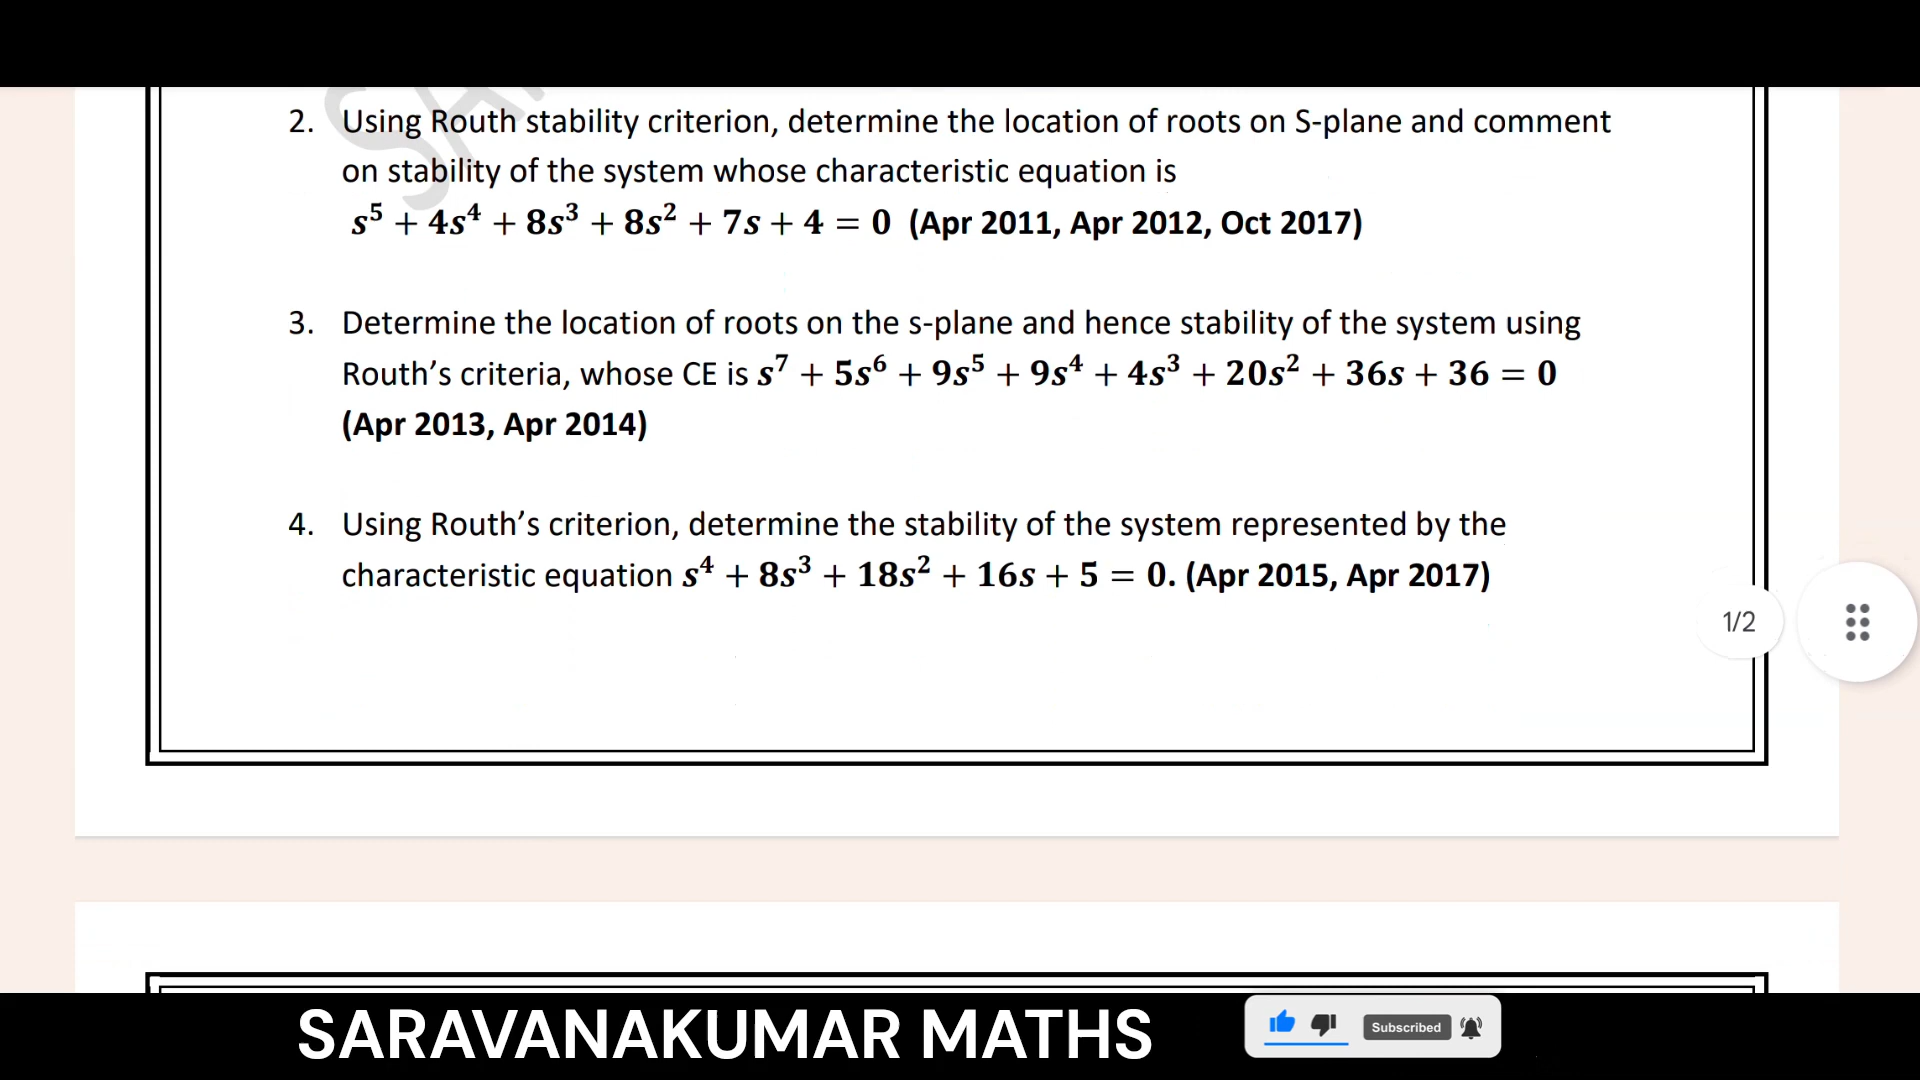 2. Using Routh stability criterion, determine the location of roots on S-plane and comment
on stability of the system whose characteristic equation is
s⁵ + 4s⁴ + 8s³ + 8s² + 7s + 4 = 0 (Apr 2011, Apr 2012, Oct 2017)
3. Determine the location of roots on the s-plane and hence stability of the system using
Routh’s criteria, whose CE is s⁷ + 5s⁶ + 9s⁵ + 9s⁴ + 4s³ + 20s² + 36s + 36 = 0
(Apr 2013, Apr 2014)
4. Using Routh’s criterion, determine the stability of the system represented by the
characteristic equation s⁴ + 8s³ + 18s² + 16s + 5 = 0. (Apr 2015, Apr 2017)
1/2
SARAVANAKUMAR MATHS
Subscribed